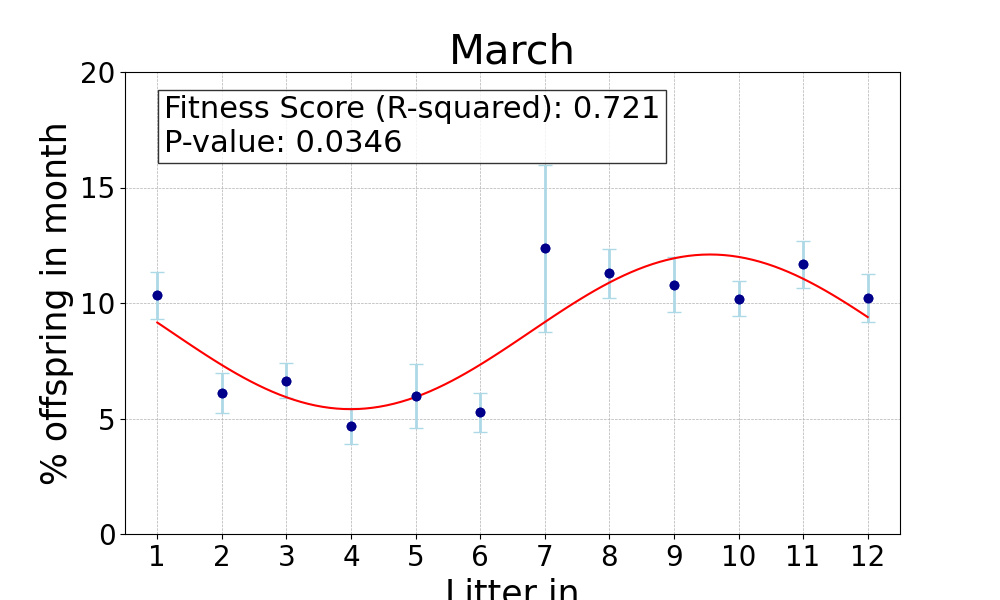 March
Fitness Score (R-squared): 0.721
P-value: 0.0346
% offspring in month
20
15
10
5
0
1 2 3 4 5 6 7 8 9 10 11 12
Litter in